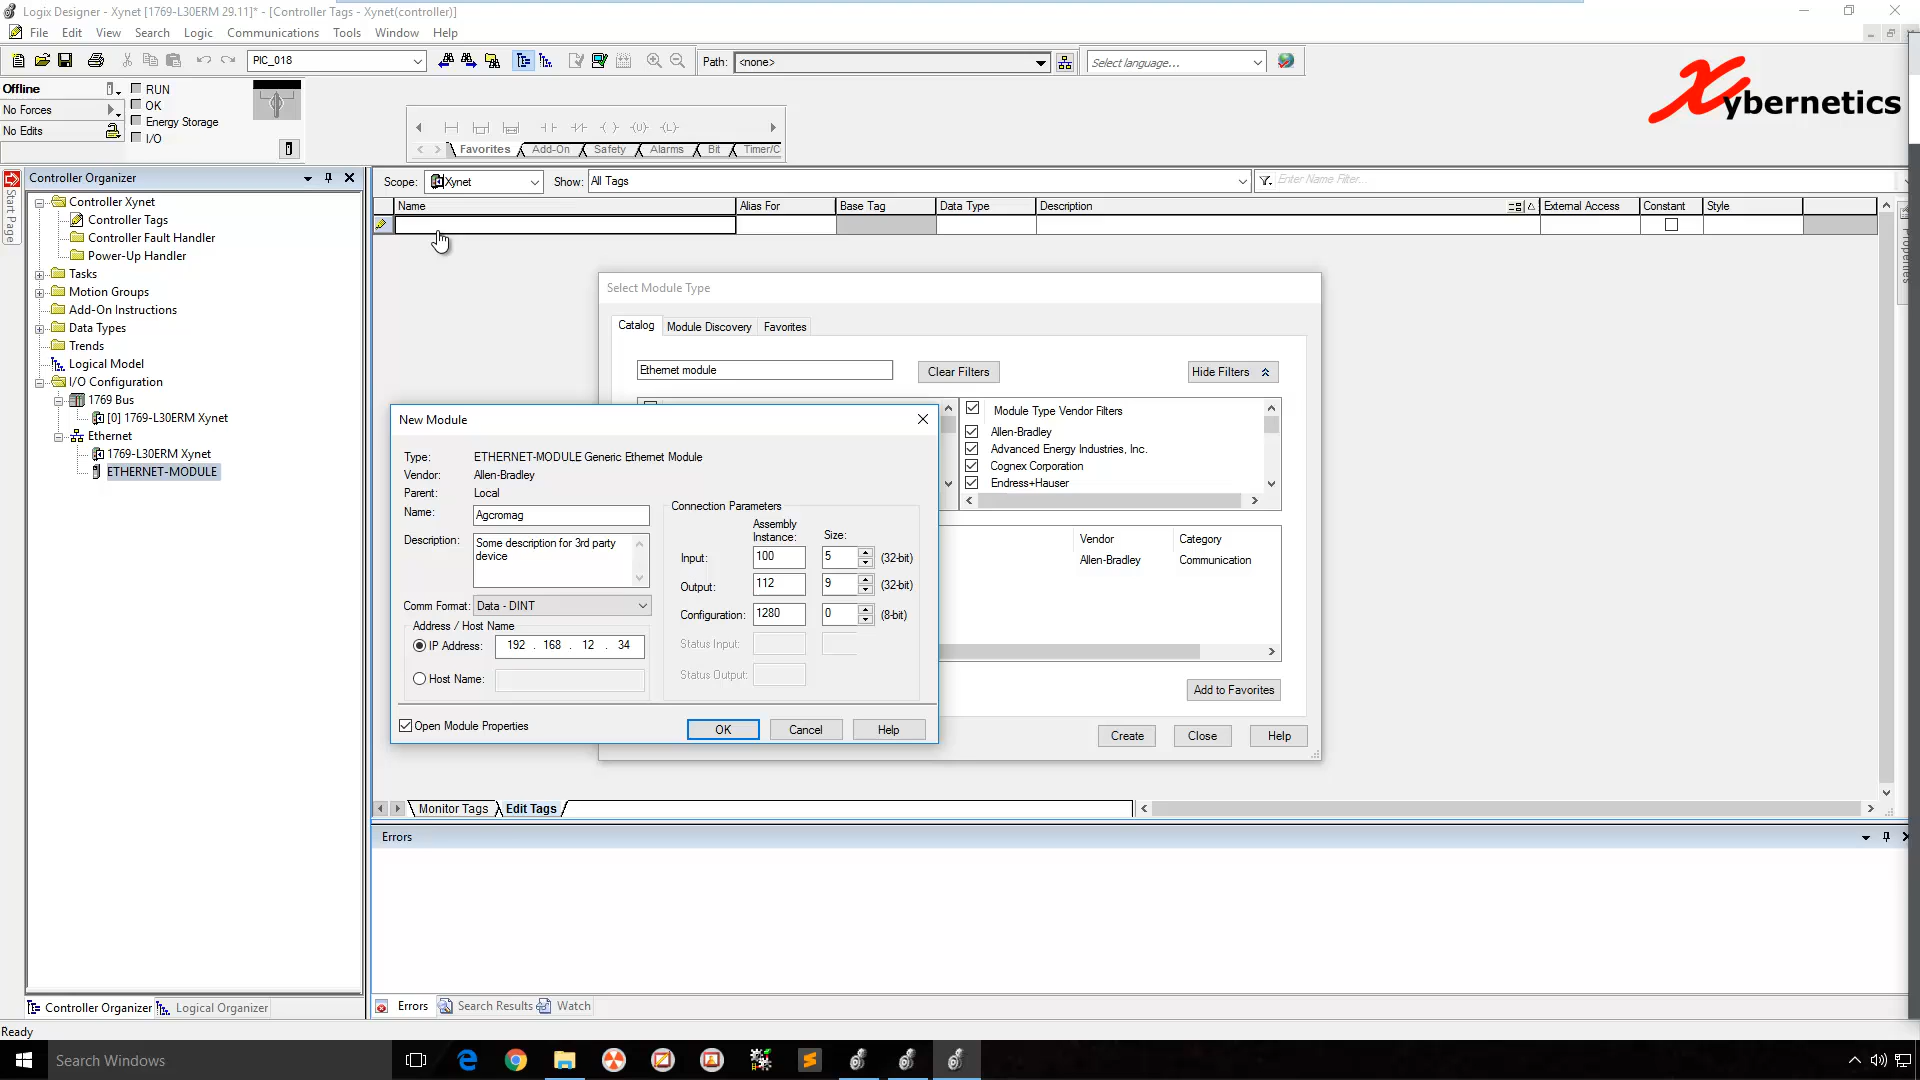 Logix Designer - Xynet [1769-L30ERM 29.11]* - [Controller Tags - Xynet(controller)]
File Edit View Search Logic Communications Tools Window Help
PIC_018
Path: <none>
Select language...
Offline
RUN
No Forces
OK
No Edits
Energy Storage
I/O
Favorites Add-On Safety Alarms Bit Timer/C
Xybernetics
Start Page
Controller Organizer
Controller Xynet
Controller Tags
Controller Fault Handler
Power-Up Handler
Tasks
Motion Groups
Add-On Instructions
Data Types
Trends
Logical Model
I/O Configuration
1769 Bus
[0] 1769-L30ERM Xynet
Ethernet
1769-L30ERM Xynet
ETHERNET-MODULE
Controller Organizer Logical Organizer
Scope: Xynet Show: All Tags Enter Name Filter...
Name Alias For Base Tag Data Type Description External Access Constant Style
Properties
Select Module Type
Catalog Module Discovery Favorites
Ethernet module Clear Filters Hide Filters
Module Type Vendor Filters
Allen-Bradley
Advanced Energy Industries, Inc.
Cognex Corporation
Endress+Hauser
Vendor Category
Allen-Bradley Communication
Add to Favorites
Create Close Help
New Module
Type: ETHERNET-MODULE Generic Ethernet Module
Vendor: Allen-Bradley
Parent: Local
Name: Agcromag
Description: Some description for 3rd party
device
Comm Format: Data - DINT
Address / Host Name
IP Address: 192 . 168 . 12 . 34
Host Name:
Connection Parameters
Assembly
Instance: Size:
Input: 100 5 (32-bit)
Output: 112 9 (32-bit)
Configuration: 1280 0 (8-bit)
Status Input:
Status Output:
Open Module Properties OK Cancel Help
Monitor Tags Edit Tags
Errors
Errors Search Results Watch
Ready
Search Windows